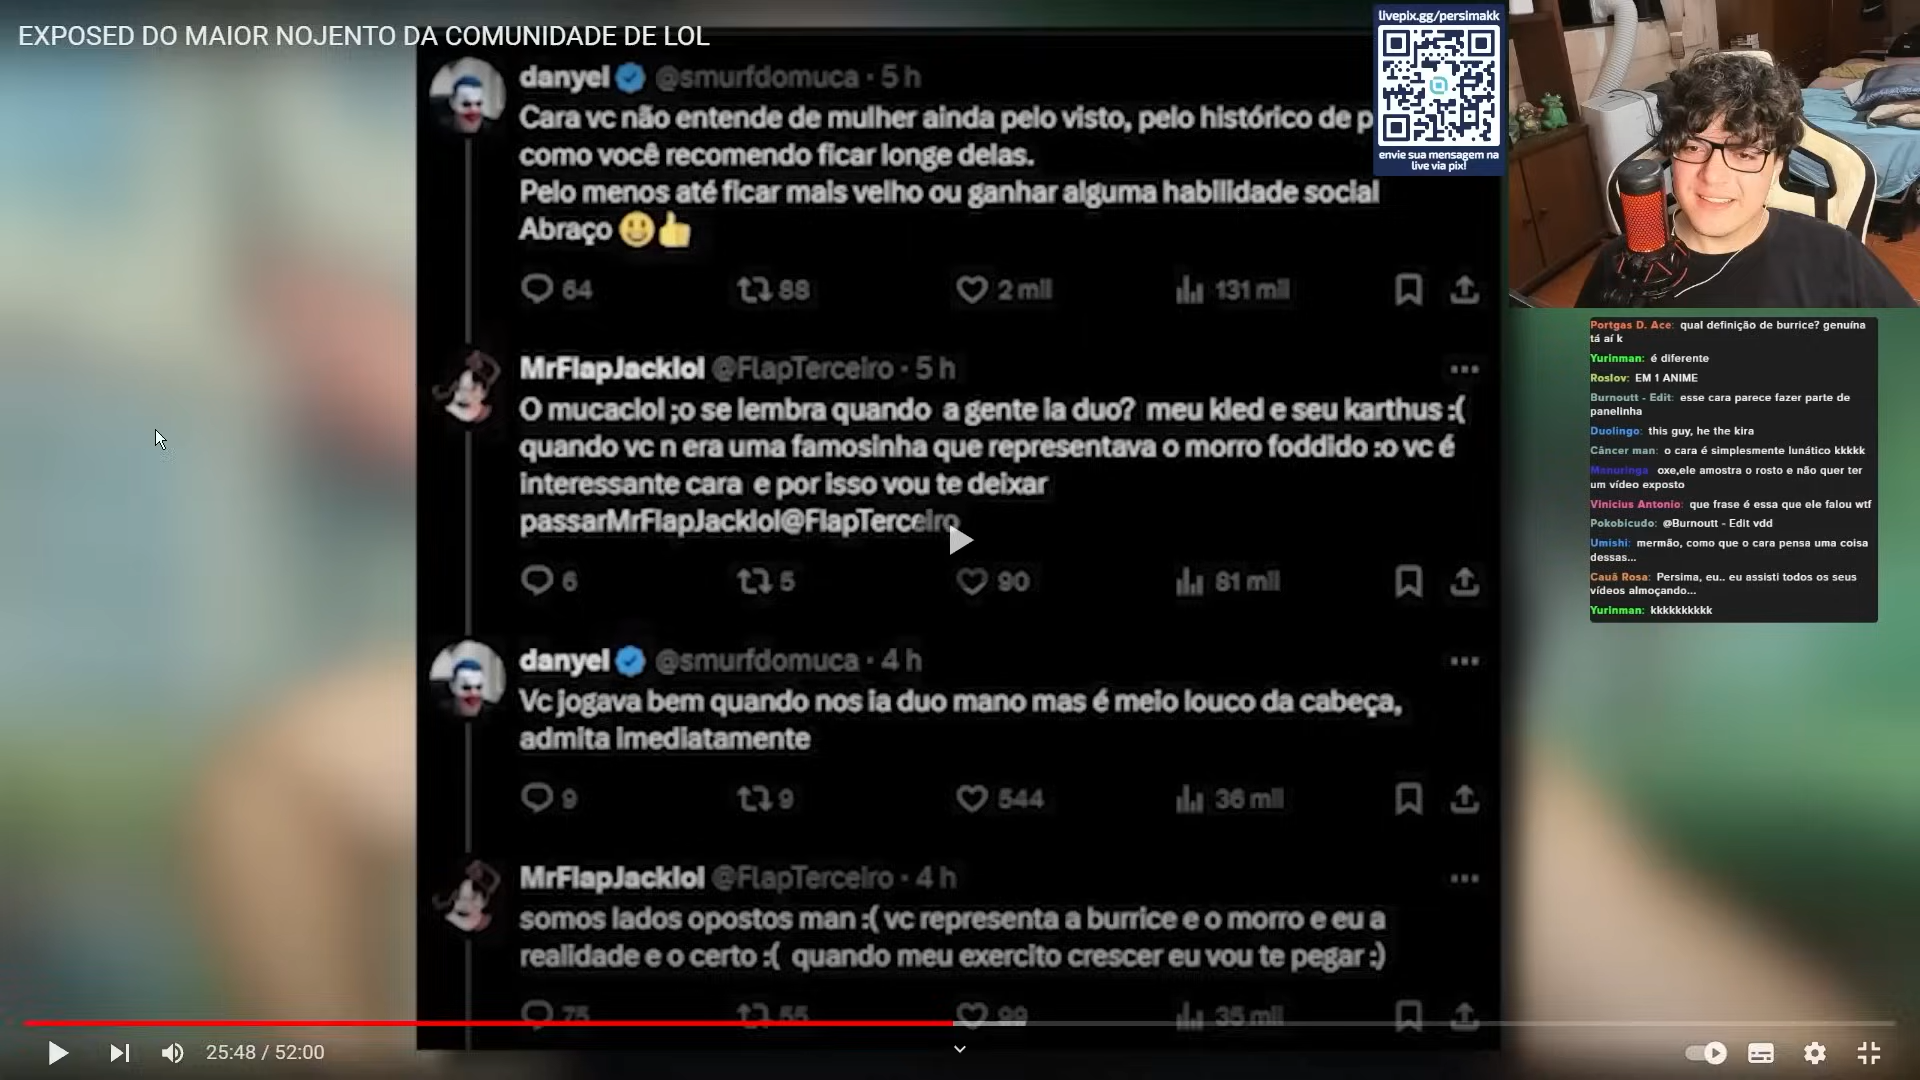 EXPOSED DO MAIOR NOJENTO DA COMUNIDADE DE LOL
danyel @smurfdomuca · 5 h
Cara vc não entende de mulher ainda pelo visto, pelo histórico de p
como você recomendo ficar longe delas.
Pelo menos até ficar mais velho ou ganhar alguma habilidade social
Abraço 😃👍
64 88 2 mil 131 mil
MrFlapJacklol @FlapTerceiro · 5 h
O mucaclol ;o se lembra quando a gente ia duo? meu kled e seu karthus :(
quando vc n era uma famosinha que representava o morro foddido :o vc é
interessante cara e por isso vou te deixar
passarMrFlapJacklol@FlapTerceiro
6 5 90 81 mil
danyel @smurfdomuca · 4 h
Vc jogava bem quando nos ia duo mano mas é meio louco da cabeça,
admita imediatamente
9 9 544 36 mil
MrFlapJacklol @FlapTerceiro · 4 h
somos lados opostos man :( vc representa a burrice e o morro e eu a
realidade e o certo :( quando meu exercito crescer eu vou te pegar :)
75 55 99 35 mil
25:48 / 52:00
livepix.gg/persimakk
envie sua mensagem na
live via pix!
Portgas D. Ace: qual definição de burrice? genuína
tá aí k
Yurinman: é diferente
Roslov: EM 1 ANIME
Burnoutt - Edit: esse cara parece fazer parte de
panelinha
Duolingo: this guy, he the kira
Câncer man: o cara é simplesmente lunático kkkkk
Manuringa oxe,ele amostra o rosto e não quer ter
um vídeo exposto
Vinicius Antonio: que frase é essa que ele falou wtf
Pokobicudo: @Burnoutt - Edit vdd
Umishi: mermão, como que o cara pensa uma coisa
dessas...
Cauã Rosa: Persima, eu.. eu assisti todos os seus
vídeos almoçando...
Yurinman: kkkkkkkkkk